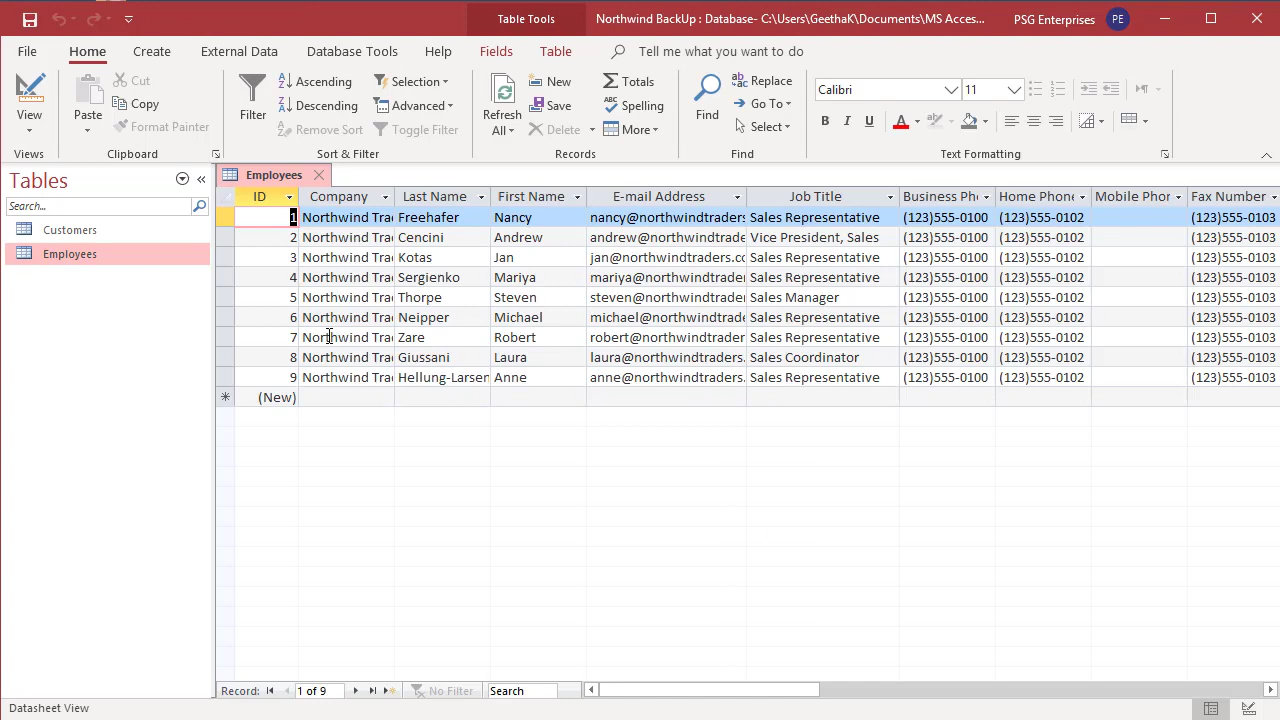 Table Tools
Northwind BackUp : Database- C:\Users\GeethaK\Documents\MS Acces...
PSG Enterprises
PE
File Home Create External Data Database Tools Help Fields Table Tell me what you want to do
View
Views
Paste
Cut
Copy
Format Painter
Clipboard
Filter
Ascending
Descending
Remove Sort
Selection
Advanced
Toggle Filter
Sort & Filter
Refresh
All
New
Save
Delete
Totals
Spelling
More
Records
Find
Replace
Go To
Select
Find
Calibri 11
B I U A ab
Text Formatting
Tables
Search...
Customers
Employees
Employees
ID Company Last Name First Name E-mail Address Job Title Business Ph Home Phone Mobile Phor Fax Number
1 Northwind Trac Freehafer Nancy nancy@northwindtraders Sales Representative (123)555-0100 (123)555-0102 (123)555-0103
2 Northwind Trac Cencini Andrew andrew@northwindtrade Vice President, Sales (123)555-0100 (123)555-0102 (123)555-0103
3 Northwind Trac Kotas Jan jan@northwindtraders.co Sales Representative (123)555-0100 (123)555-0102 (123)555-0103
4 Northwind Trac Sergienko Mariya mariya@northwindtrader Sales Representative (123)555-0100 (123)555-0102 (123)555-0103
5 Northwind Trac Thorpe Steven steven@northwindtrader Sales Manager (123)555-0100 (123)555-0102 (123)555-0103
6 Northwind Trac Neipper Michael michael@northwindtrade Sales Representative (123)555-0100 (123)555-0102 (123)555-0103
7 Northwind Trac Zare Robert robert@northwindtrader Sales Representative (123)555-0100 (123)555-0102 (123)555-0103
8 Northwind Trac Giussani Laura laura@northwindtraders. Sales Coordinator (123)555-0100 (123)555-0102 (123)555-0103
9 Northwind Trac Hellung-Larsen Anne anne@northwindtraders. Sales Representative (123)555-0100 (123)555-0102 (123)555-0103
(New)
Record: 1 of 9 No Filter Search
Datasheet View